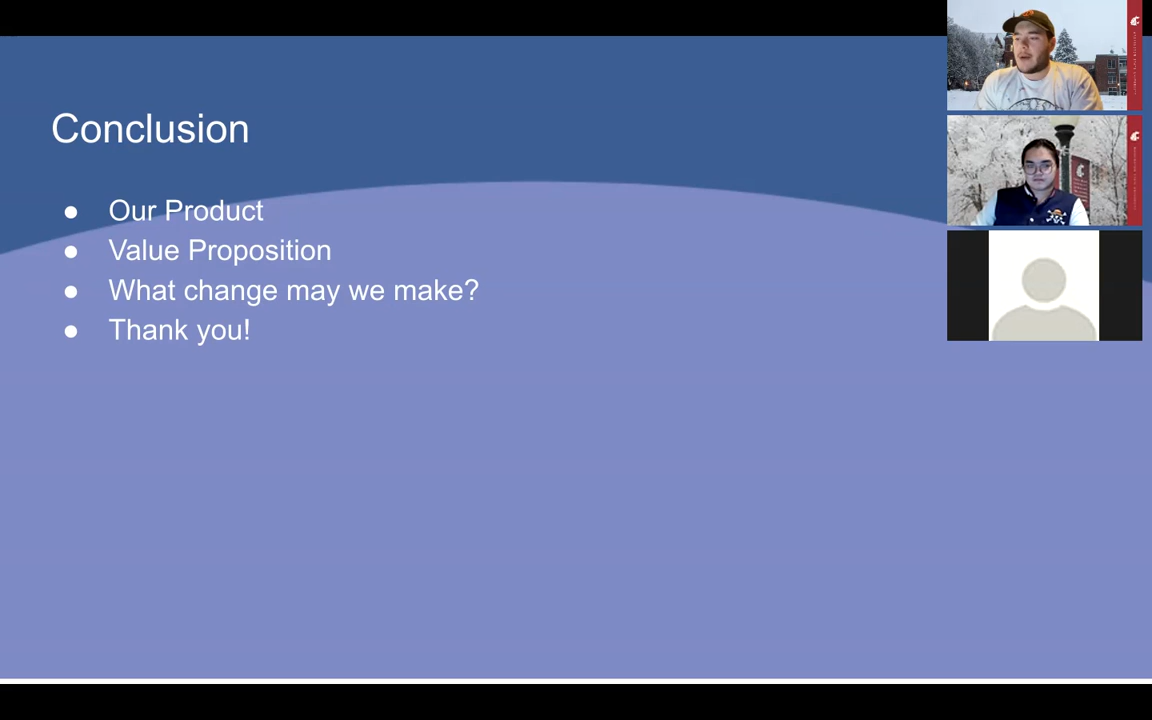 Conclusion
● Our Product
● Value Proposition
● What change may we make?
● Thank you!